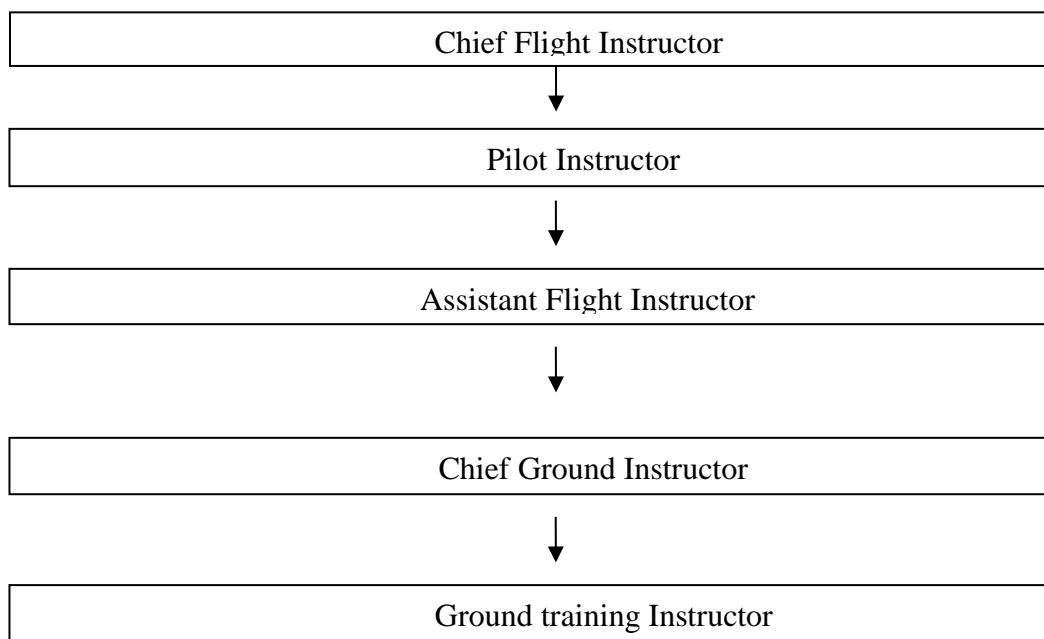 Chief Flight Instructor
Pilot Instructor
Assistant Flight Instructor
Chief Ground Instructor
Ground training Instructor